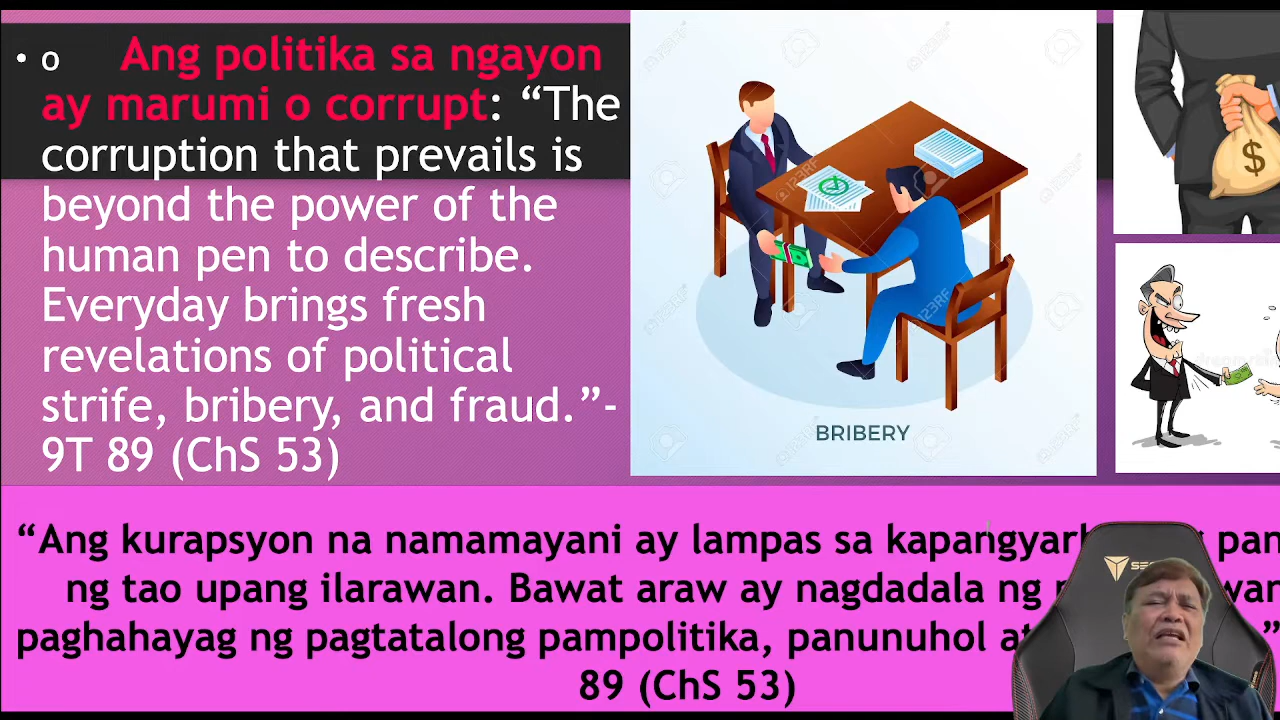 • o Ang politika sa ngayon
ay marumi o corrupt: “The
corruption that prevails is
beyond the power of the
human pen to describe.
Everyday brings fresh
revelations of political
strife, bribery, and fraud.”-
9T 89 (ChS 53)
123RF
BRIBERY
$
“Ang kurapsyon na namamayani ay lampas sa
ng tao upang ilarawan. Bawat araw ay nagdadala ng
paghahayag ng pagtatalong pampolitika, panunuhol
89 (ChS 53)